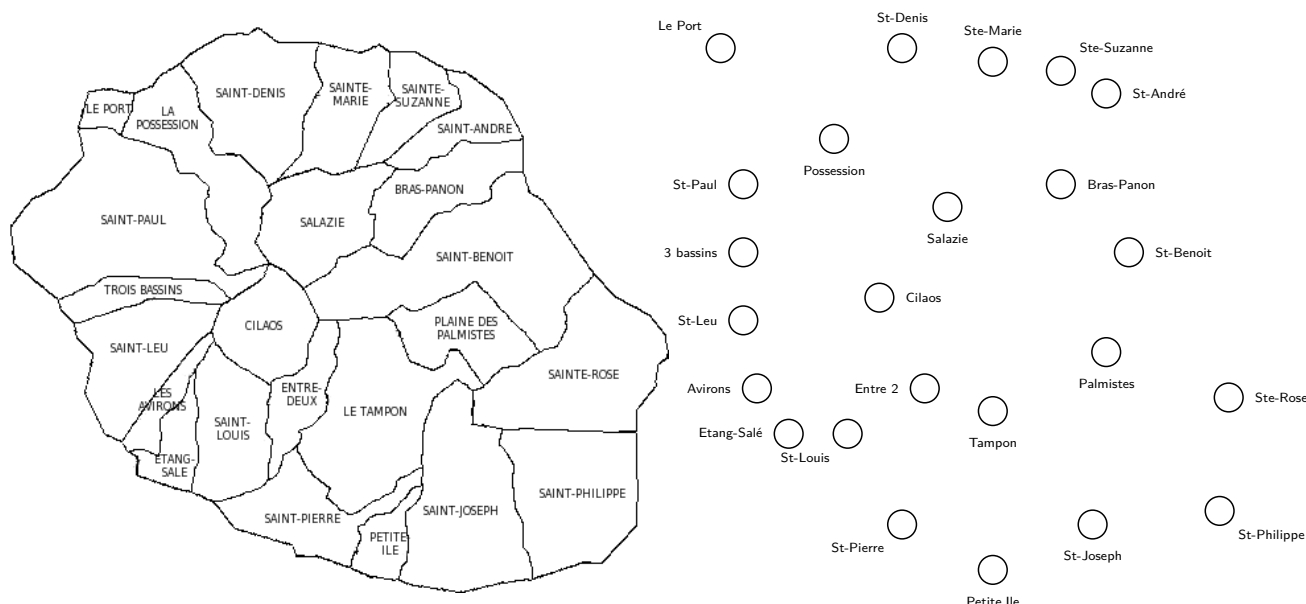 LE PORT
LA
POSSESSION
SAINT-DENIS
SAINTE-
MARIE
SAINTE-
SUZANNE
SAINT-ANDRE
BRAS-PANON
SAINT-PAUL
SALAZIE
SAINT-BENOIT
TROIS BASSINS
CILAOS
PLAINE DES
PALMISTES
SAINT-LEU
SAINTE-ROSE
LES
AVIRONS
ENTRE-
DEUX
LE TAMPON
SAINT-
LOUIS
ETANG-
SALE
SAINT-PHILIPPE
SAINT-JOSEPH
SAINT-PIERRE
PETITE
ILE
Le Port
St-Denis
Ste-Marie
Ste-Suzanne
St-André
Possession
St-Paul
Bras-Panon
Salazie
3 bassins
St-Benoit
Cilaos
St-Leu
Palmistes
Avirons
Entre 2
Ste-Rose
Etang-Salé
Tampon
St-Louis
St-Pierre
St-Joseph
St-Philippe
Petite Ile